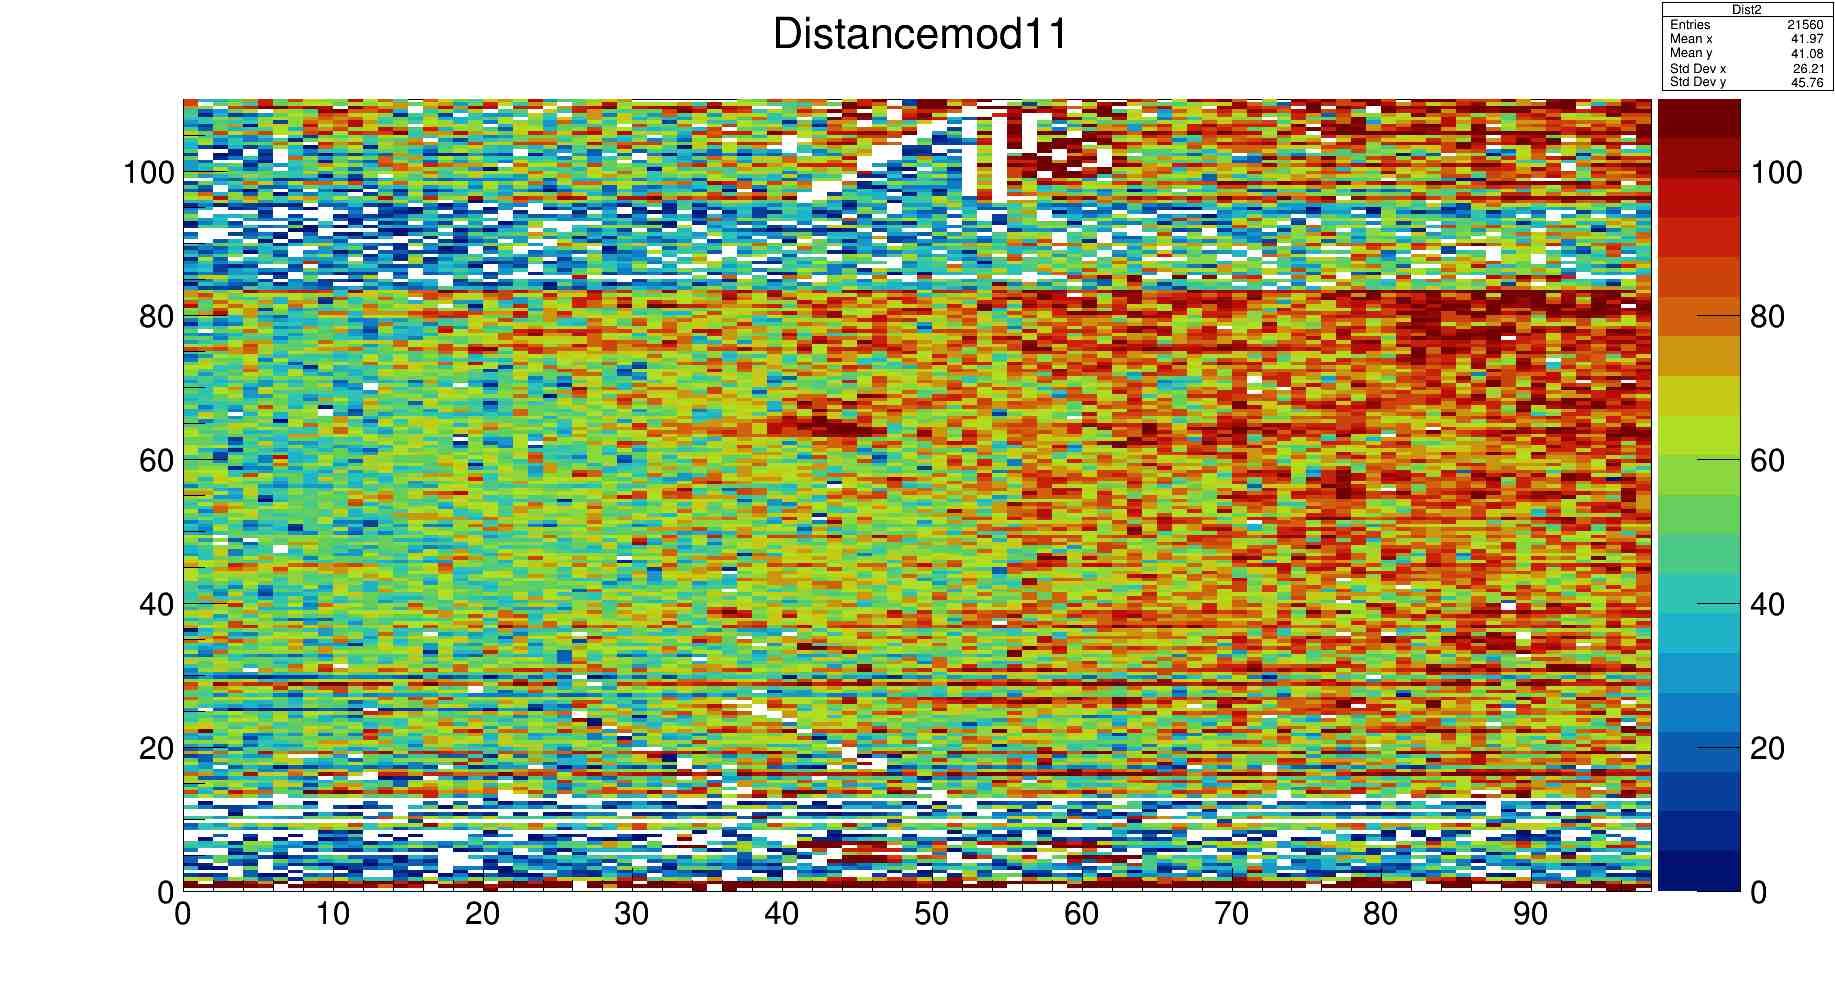 Distancemod11
Dist2
Entries 21560
Mean x 41.97
Mean y 41.08
Std Dev x 26.21
Std Dev y 45.76
100
80
60
40
20
0
0 10 20 30 40 50 60 70 80 90
100
80
60
40
20
0